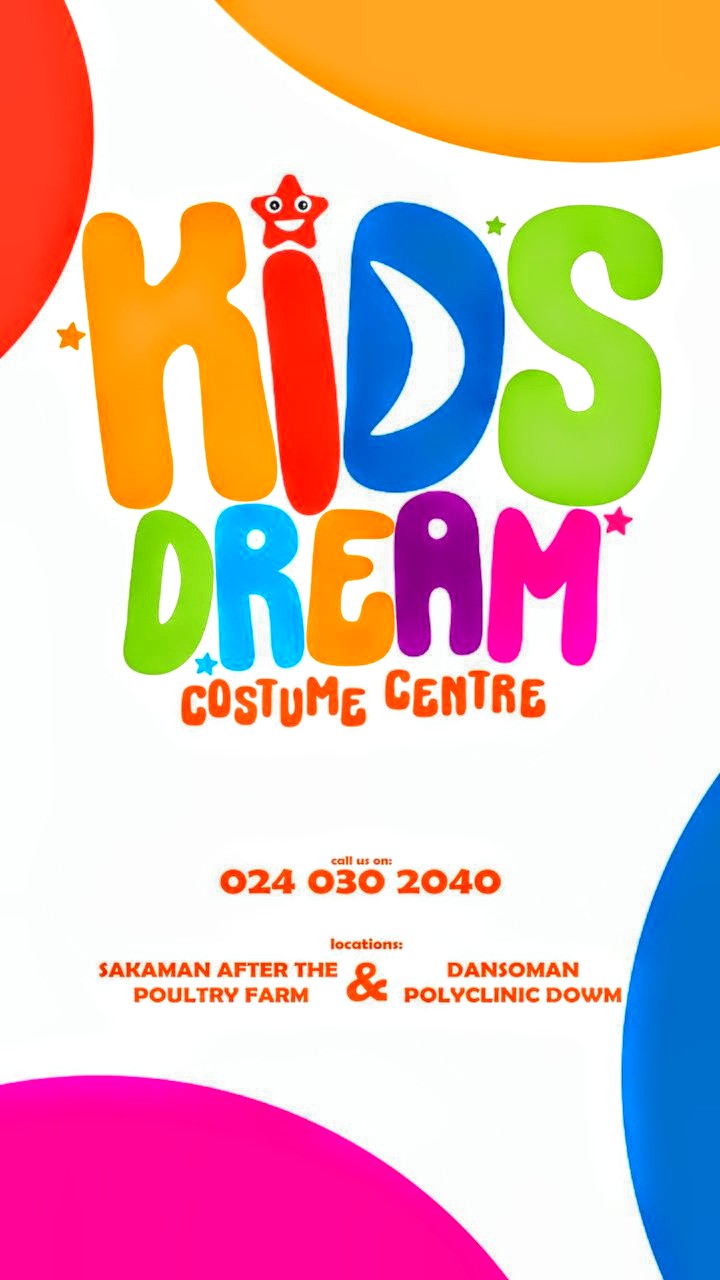 KiDS
DREAM
COSTUME CENTRE
call us on:
024 030 2040
locations:
SAKAMAN AFTER THE
POULTRY FARM
&
DANSOMAN
POLYCLINIC DOWM